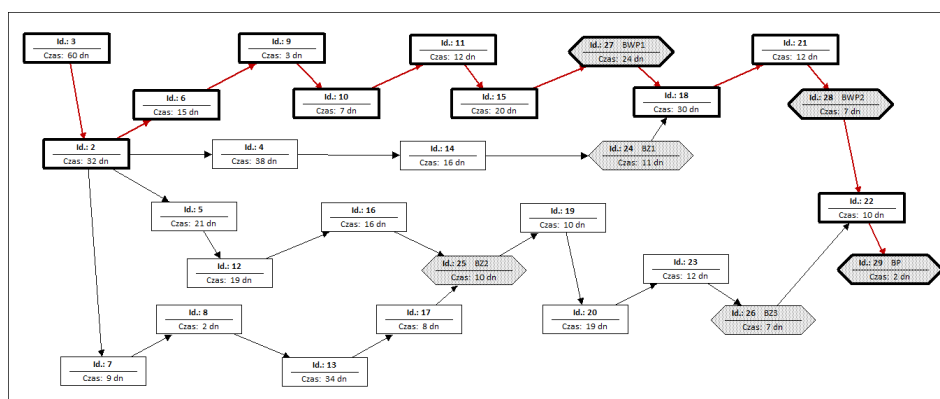 Id.: 3
Czas: 60 dn
Id.: 9
Czas: 3 dn
Id.: 11
Czas: 12 dn
Id.: 27 BWP1
Czas: 24 dn
Id.: 21
Czas: 12 dn
Id.: 6
Czas: 15 dn
Id.: 10
Czas: 7 dn
Id.: 15
Czas: 20 dn
Id.: 18
Czas: 30 dn
Id.: 28 BWP2
Czas: 7 dn
Id.: 2
Czas: 32 dn
Id.: 4
Czas: 38 dn
Id.: 14
Czas: 16 dn
Id.: 24 BZ1
Czas: 11 dn
Id.: 5
Czas: 21 dn
Id.: 16
Czas: 16 dn
Id.: 19
Czas: 10 dn
Id.: 22
Czas: 10 dn
Id.: 12
Czas: 19 dn
Id.: 25 BZ2
Czas: 10 dn
Id.: 23
Czas: 12 dn
Id.: 29 BP
Czas: 2 dn
Id.: 8
Czas: 2 dn
Id.: 17
Czas: 8 dn
Id.: 20
Czas: 19 dn
Id.: 26 BZ3
Czas: 7 dn
Id.: 7
Czas: 9 dn
Id.: 13
Czas: 34 dn